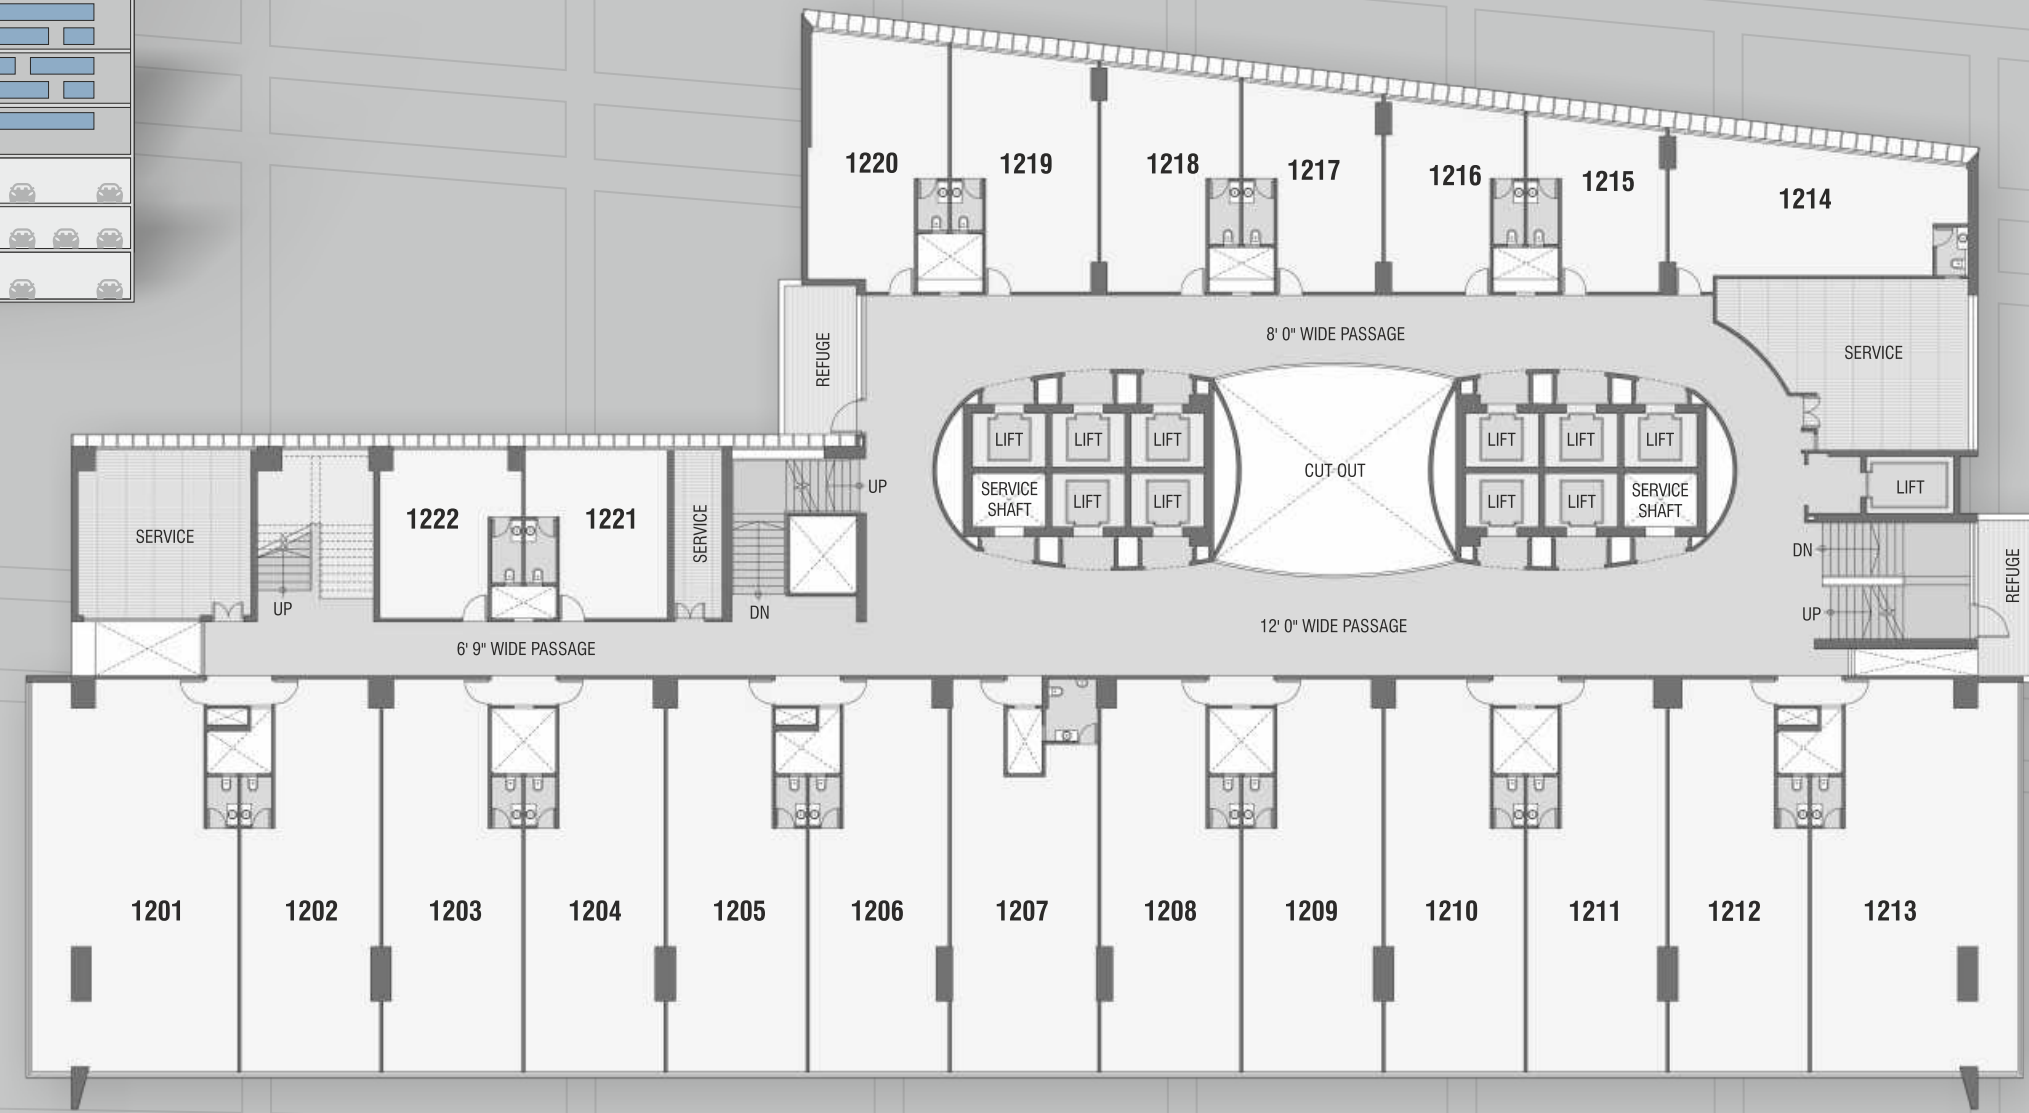 1220
1219
1218
1217
1216
1215
1214
8' 0" WIDE PASSAGE
REFUGE
SERVICE
LIFT
LIFT
LIFT
LIFT
LIFT
LIFT
CUT OUT
SERVICE
SHAFT
LIFT
LIFT
LIFT
LIFT
SERVICE
SHAFT
LIFT
UP
1222
1221
SERVICE
SERVICE
DN
REFUGE
UP
DN
UP
12' 0" WIDE PASSAGE
6' 9" WIDE PASSAGE
1201
1202
1203
1204
1205
1206
1207
1208
1209
1210
1211
1212
1213